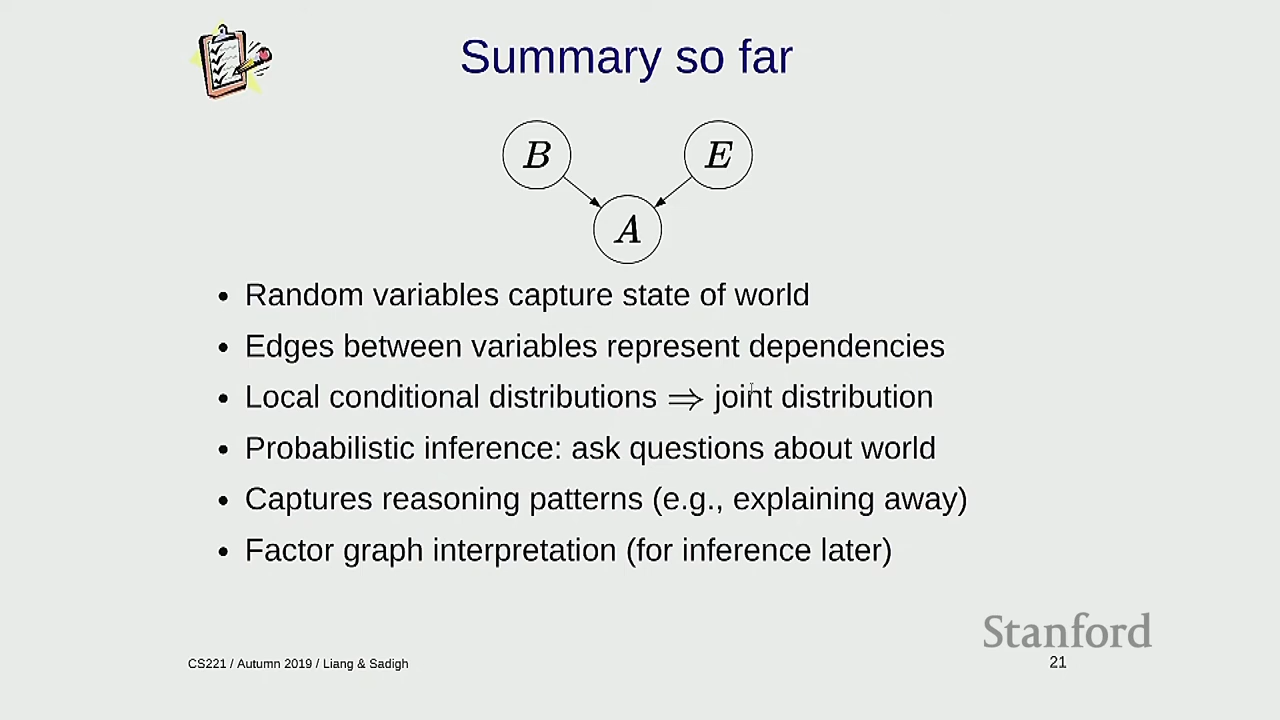 Summary so far
B
E
A
• Random variables capture state of world
• Edges between variables represent dependencies
• Local conditional distributions ⇒ joint distribution
• Probabilistic inference: ask questions about world
• Captures reasoning patterns (e.g., explaining away)
• Factor graph interpretation (for inference later)
Stanford
CS221 / Autumn 2019 / Liang & Sadigh
21